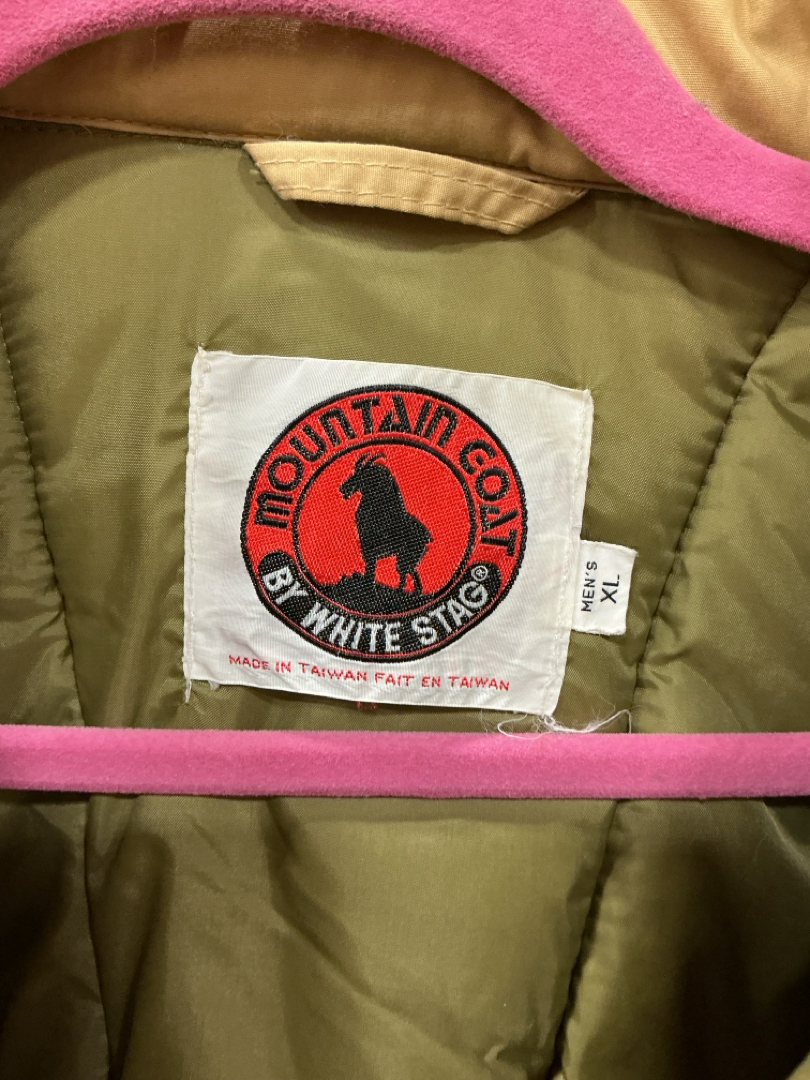 MOUNTAIN GOAT
BY WHITE STAG®
MADE IN TAIWAN FAIT EN TAIWAN
MEN'S
XL